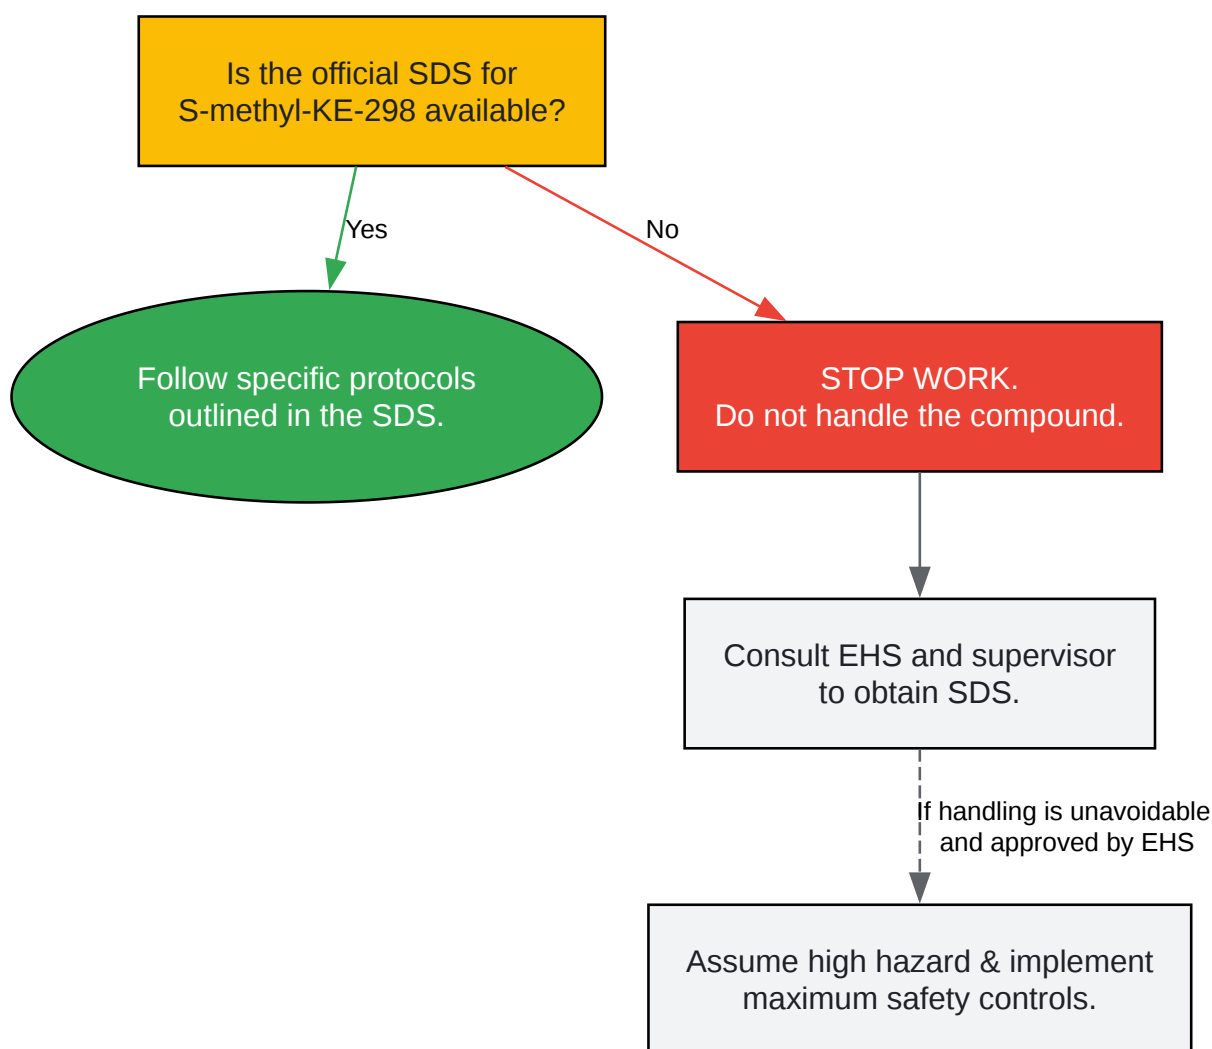 Is the official SDS for
S-methyl-KE-298 available?
Yes
No
Follow specific protocols
outlined in the SDS.
STOP WORK.
Do not handle the compound.
Consult EHS and supervisor
to obtain SDS.
If handling is unavoidable
and approved by EHS
Assume high hazard & implement
maximum safety controls.